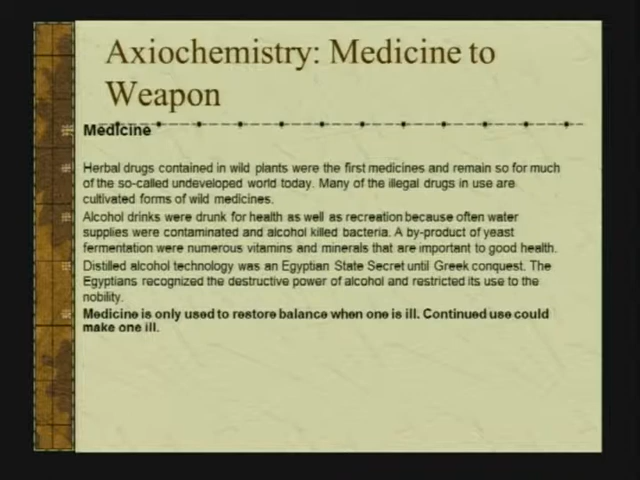 Axiochemistry: Medicine to
Weapon
Medicine
Herbal drugs contained in wild plants were the first medicines and remain so for much
of the so-called undeveloped world today. Many of the illegal drugs in use are
cultivated forms of wild medicines.
Alcohol drinks were drunk for health as well as recreation because often water
supplies were contaminated and alcohol killed bacteria. A by-product of yeast
fermentation were numerous vitamins and minerals that are important to good health.
Distilled alcohol technology was an Egyptian State Secret until Greek conquest. The
Egyptians recognized the destructive power of alcohol and restricted its use to the
nobility.
Medicine is only used to restore balance when one is ill. Continued use could
make one ill.